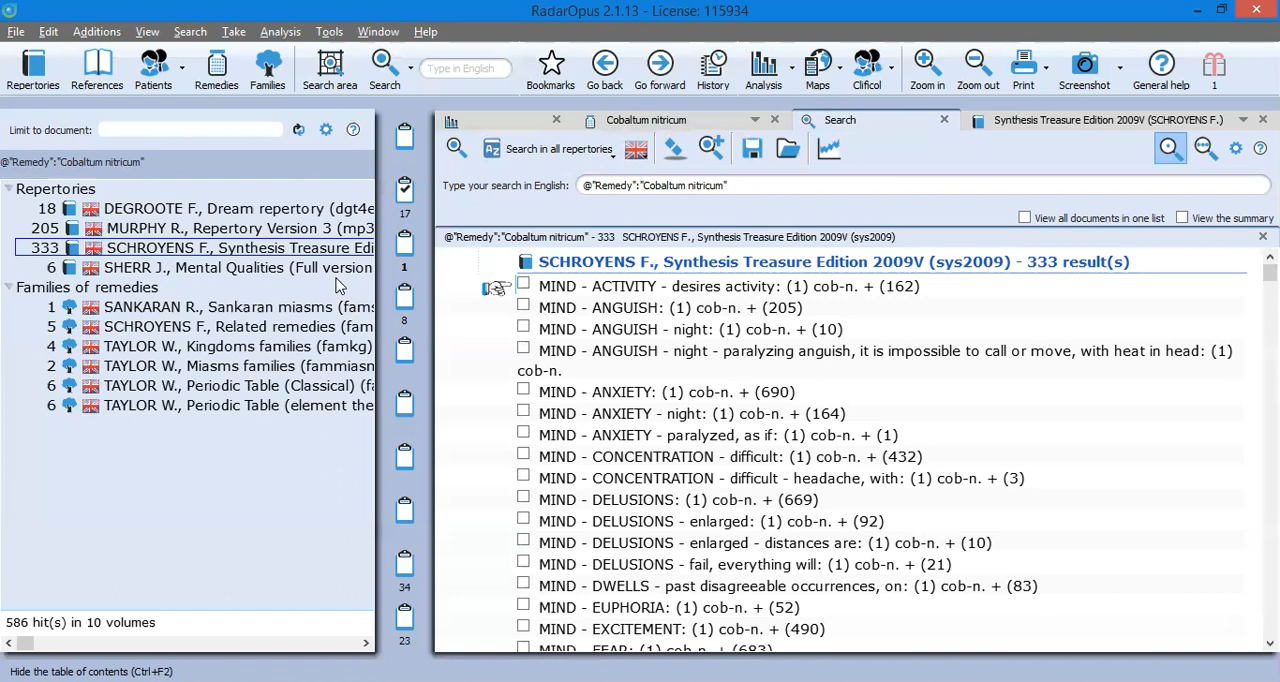 RadarOpus 2.1.13 - License: 115934
File Edit Additions View Search Take Analysis Tools Window Help
Repertories References Patients Remedies Families Search area Search Type in English Bookmarks Go back Go forward History Analysis Maps Clificol Zoom in Zoom out Print Screenshot General help 1
Limit to document:
@"Remedy":"Cobaltum nitricum"
Repertories
18 DEGROOTE F., Dream repertory (dgt4e
205 MURPHY R., Repertory Version 3 (mp3
333 SCHROYENS F., Synthesis Treasure Edi
6 SHERR J., Mental Qualities (Full version
Families of remedies
1 SANKARAN R., Sankaran miasms (fams
5 SCHROYENS F., Related remedies (fam
4 TAYLOR W., Kingdoms families (famkg)
2 TAYLOR W., Miasms families (fammiasn
6 TAYLOR W., Periodic Table (Classical) (fa
6 TAYLOR W., Periodic Table (element the
586 hit(s) in 10 volumes
Hide the table of contents (Ctrl+F2)
17
1
8
34
23
Cobaltum nitricum Search Synthesis Treasure Edition 2009V (SCHROYENS F.)
Search in all repertories
Type your search in English: @"Remedy":"Cobaltum nitricum"
View all documents in one list View the summary
@"Remedy":"Cobaltum nitricum" - 333 SCHROYENS F., Synthesis Treasure Edition 2009V (sys2009)
SCHROYENS F., Synthesis Treasure Edition 2009V (sys2009) - 333 result(s)
MIND - ACTIVITY - desires activity: (1) cob-n. + (162)
MIND - ANGUISH: (1) cob-n. + (205)
MIND - ANGUISH - night: (1) cob-n. + (10)
MIND - ANGUISH - night - paralyzing anguish, it is impossible to call or move, with heat in head: (1)
cob-n.
MIND - ANXIETY: (1) cob-n. + (690)
MIND - ANXIETY - night: (1) cob-n. + (164)
MIND - ANXIETY - paralyzed, as if: (1) cob-n. + (1)
MIND - CONCENTRATION - difficult: (1) cob-n. + (432)
MIND - CONCENTRATION - difficult - headache, with: (1) cob-n. + (3)
MIND - DELUSIONS: (1) cob-n. + (669)
MIND - DELUSIONS - enlarged: (1) cob-n. + (92)
MIND - DELUSIONS - enlarged - distances are: (1) cob-n. + (10)
MIND - DELUSIONS - fail, everything will: (1) cob-n. + (21)
MIND - DWELLS - past disagreeable occurrences, on: (1) cob-n. + (83)
MIND - EUPHORIA: (1) cob-n. + (52)
MIND - EXCITEMENT: (1) cob-n. + (490)
MIND - FEAR: (1) cob-n. + (683)